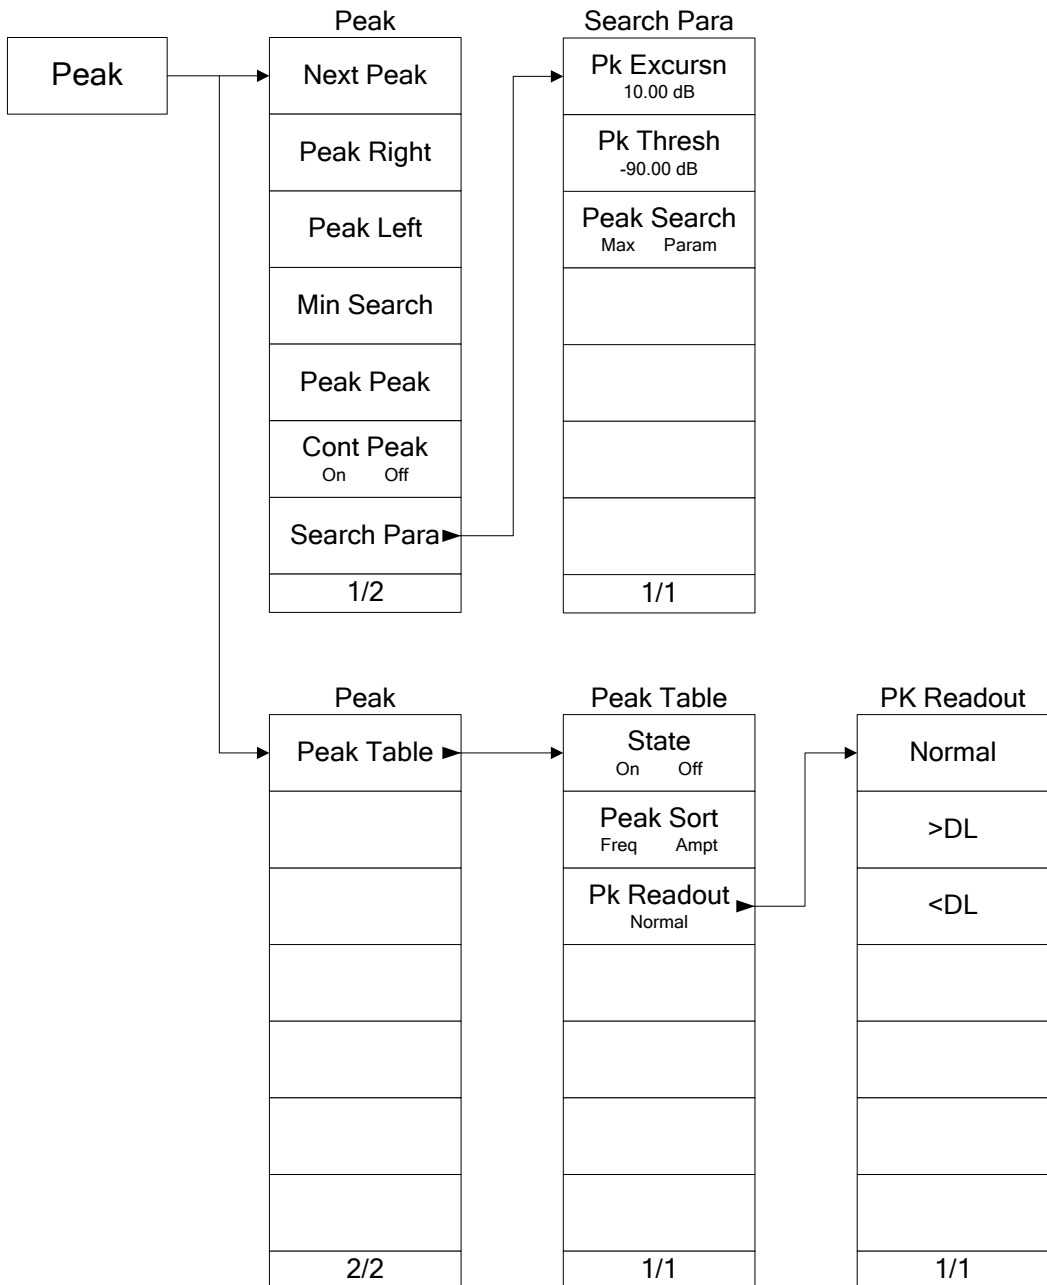 Peak
Peak
Next Peak
Peak Right
Peak Left
Min Search
Peak Peak
Cont Peak
On Off
Search Para
1/2
Search Para
Pk Excursn
10.00 dB
Pk Thresh
-90.00 dB
Peak Search
Max Param
1/1
Peak
Peak Table
2/2
Peak Table
State
On Off
Peak Sort
Freq Ampt
Pk Readout
Normal
1/1
PK Readout
Normal
>DL
<DL
1/1